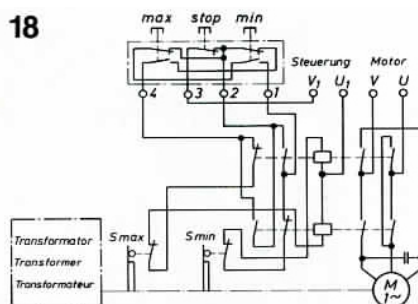 18
max stop min
Steuerung Motor
V1 U1 V U
4 3 2 1
Smax Smin
Transformator
Transformer
Transformateur
M
1~